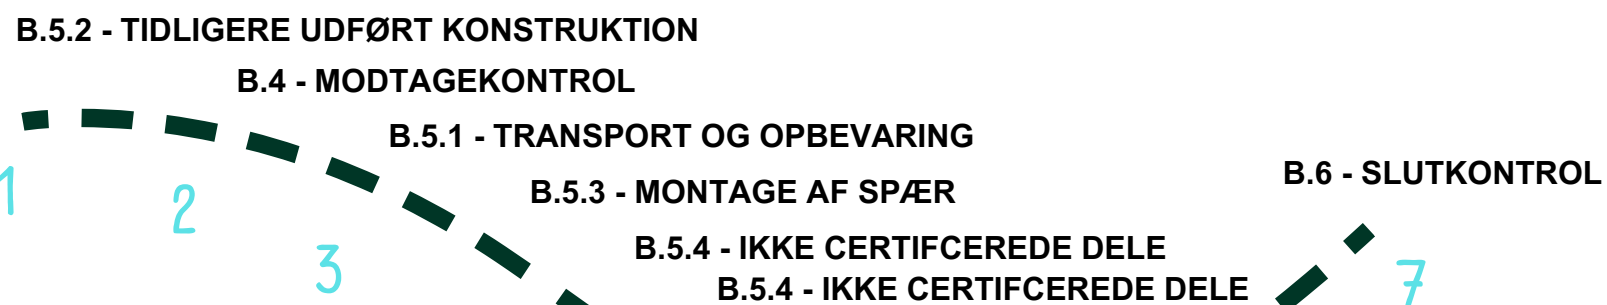 B.5.2 - TIDLIGERE UDFØRT KONSTRUKTION
B.4 - MODTAGEKONTROL
B.5.1 - TRANSPORT OG OPBEVARING
B.6 - SLUTKONTROL
1
2
B.5.3 - MONTAGE AF SPÆR
3
B.5.4 - IKKE CERTIFCEREDE DELE
7
B.5.4 - IKKE CERTIFCEREDE DELE